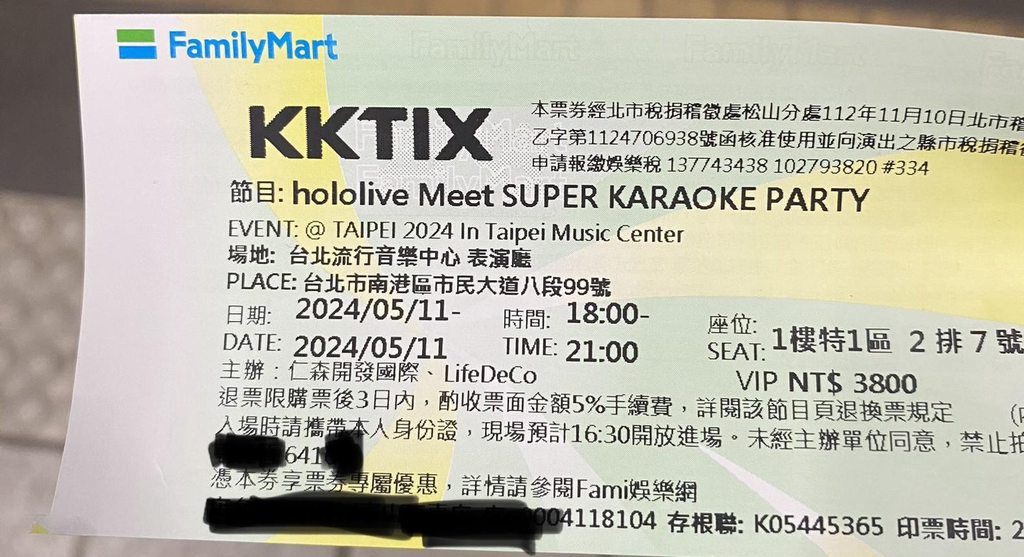 FamilyMart
KKTIX
本票券經北市稅捐稽徵處松山分處112年11月10日北市稽
乙字第1124706938號函核准使用並向演出之縣市稅捐稽
申請報繳娛樂稅 137743438 102793820 #334
節目: hololive Meet SUPER KARAOKE PARTY
EVENT: @ TAIPEI 2024 In Taipei Music Center
場地: 台北流行音樂中心 表演廳
PLACE: 台北市南港區市民大道八段99號
日期: 2024/05/11- 時間: 18:00- 座位:
DATE: 2024/05/11 TIME: 21:00 SEAT: 1樓特1區 2 排 7 號
主辦：仁森開發國際、LifeDeCo VIP NT$ 3800
退票限購票後3日內，酌收票面金額5%手續費，詳閱該節目頁退換票規定
入場時請攜帶本人身份證，現場預計16:30開放進場。未經主辦單位同意，禁止拍
641
憑本券享票券專屬優惠，詳情請參閱Fami娛樂網
004118104 存根聯: K05445365 印票時間: 2